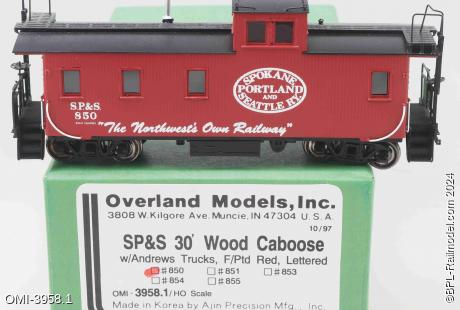 SPOKANE
PORTLAND
AND
SEATTLE RY.
S.P.&S.
850
"The Northwest's Own Railway"
Overland Models, Inc.
3808 W. Kilgore Ave. Muncie, IN 47304 U. S. A.
10/97
SP&S 30' Wood Caboose
w/Andrews Trucks, F/Ptd Red, Lettered
#850 #851 #853
#854 #855
OMI - 3958.1/HO Scale
Made in Korea by Ajin Precision Mfg., Inc.
OMI-3958.1
©BPL-Railmodel.com 2024